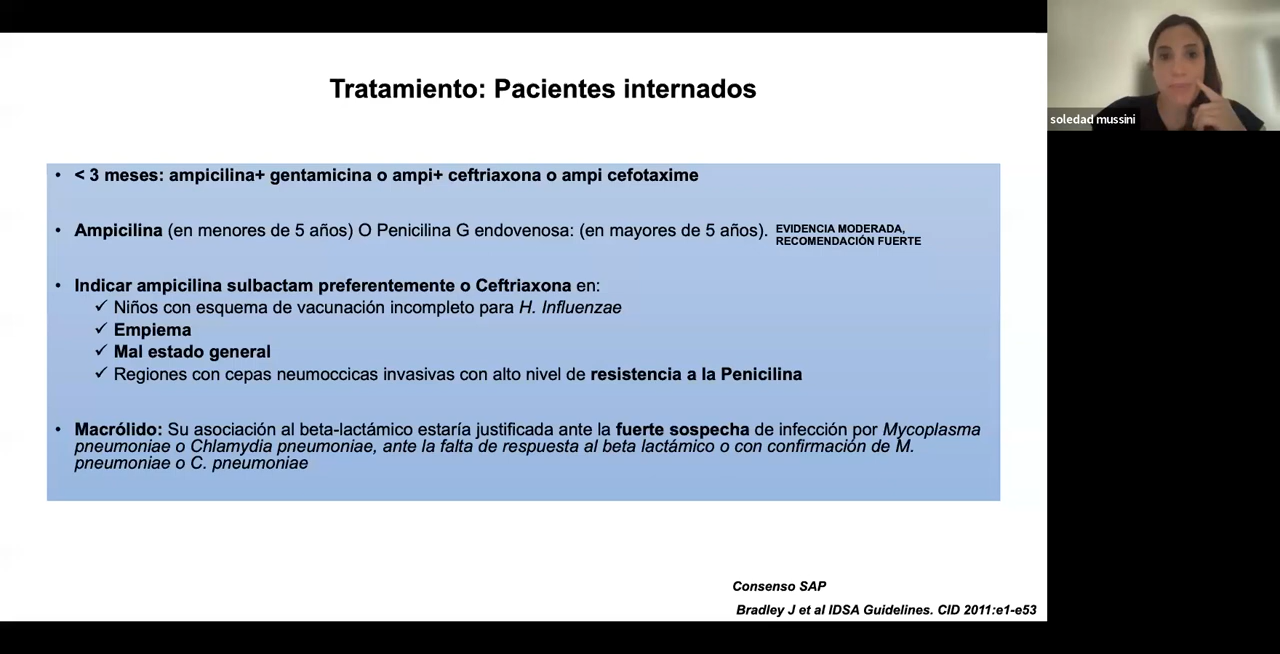 Tratamiento: Pacientes internados
soledad mussini
• < 3 meses: ampicilina+ gentamicina o ampi+ ceftriaxona o ampi cefotaxime
• Ampicilina (en menores de 5 años) O Penicilina G endovenosa: (en mayores de 5 años). EVIDENCIA MODERADA,
RECOMENDACIÓN FUERTE
• Indicar ampicilina sulbactam preferentemente o Ceftriaxona en:
✓ Niños con esquema de vacunación incompleto para H. Influenzae
✓ Empiema
✓ Mal estado general
✓ Regiones con cepas neumoccicas invasivas con alto nivel de resistencia a la Penicilina
• Macrólido: Su asociación al beta-lactámico estaría justificada ante la fuerte sospecha de infección por Mycoplasma
pneumoniae o Chlamydia pneumoniae, ante la falta de respuesta al beta lactámico o con confirmación de M.
pneumoniae o C. pneumoniae
Consenso SAP
Bradley J et al IDSA Guidelines. CID 2011:e1-e53